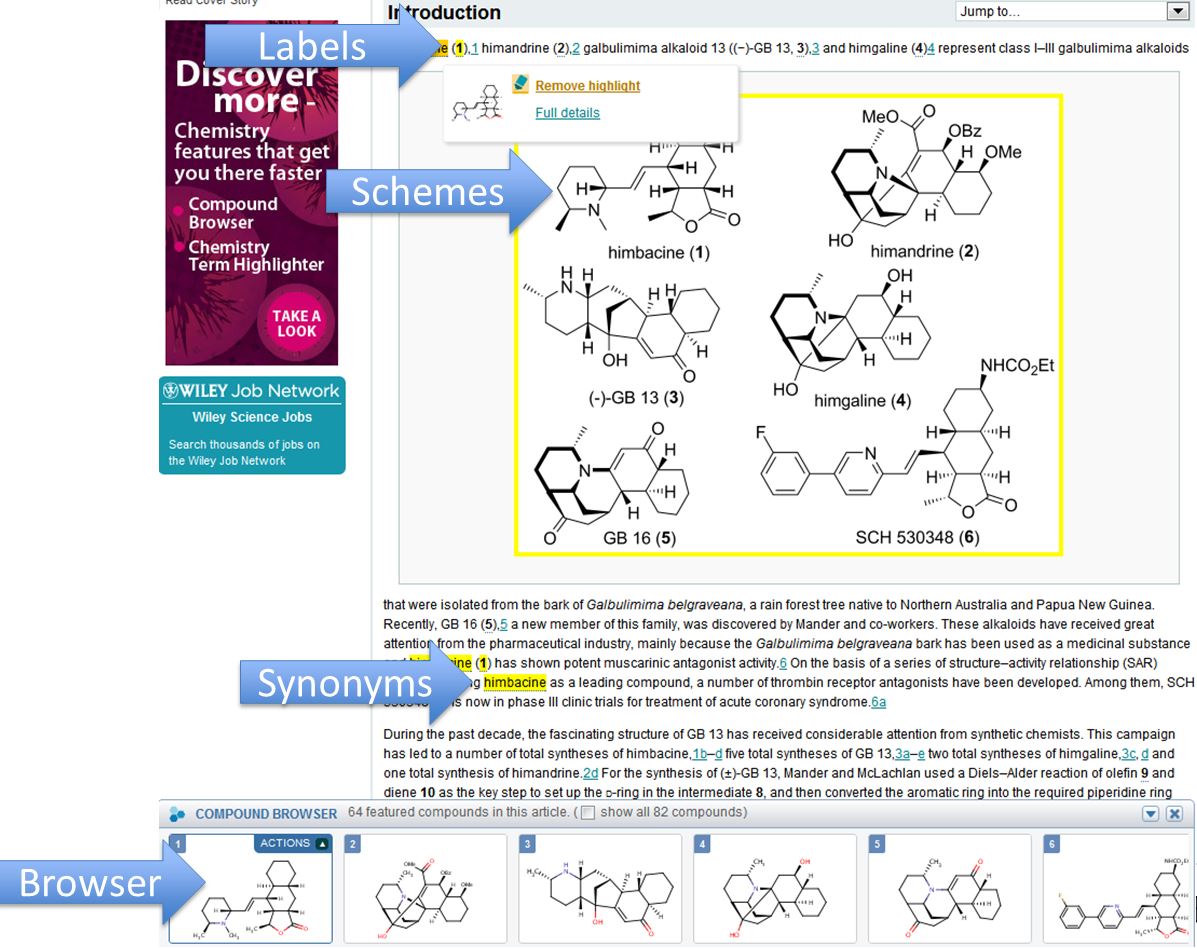 Read Cover Story
Introduction
Jump to...
Labels
(1),1 himandrine (2),2 galbulimima alkaloid 13 ((−)-GB 13, 3),3 and himgaline (4)4 represent class I–III galbulimima alkaloids
Discover
more -
Chemistry
features that get
you there faster
Compound
Browser
Chemistry
Term Highlighter
TAKE A
LOOK
WILEY Job Network
Wiley Science Jobs
Search thousands of jobs on
the Wiley Job Network
Remove highlight
Full details
Schemes
H H
H H
H H H
N
O O
himbacine (1)
MeO O
OBz
H OMe
N
H
HO
himandrine (2)
HN H
H H
H H
OH
O
(-)-GB 13 (3)
OH
H
N
H
H
HO
himgaline (4)
O
H
N
H
H
O
GB 16 (5)
NHCO2Et
F
H H
N
H H
O O
SCH 530348 (6)
that were isolated from the bark of Galbulimima belgraveana, a rain forest tree native to Northern Australia and Papua New Guinea.
Recently, GB 16 (5),5 a new member of this family, was discovered by Mander and co-workers. These alkaloids have received great
attention from the pharmaceutical industry, mainly because the Galbulimima belgraveana bark has been used as a medicinal substance
(1) has shown potent muscarinic antagonist activity.6 On the basis of a series of structure–activity relationship (SAR)
Synonyms
himbacine as a leading compound, a number of thrombin receptor antagonists have been developed. Among them, SCH
is now in phase III clinic trials for treatment of acute coronary syndrome.6a
During the past decade, the fascinating structure of GB 13 has received considerable attention from synthetic chemists. This campaign
has led to a number of total syntheses of himbacine,1b–d five total syntheses of GB 13,3a–e two total syntheses of himgaline,3c, d and
one total synthesis of himandrine.2d For the synthesis of (±)-GB 13, Mander and McLachlan used a Diels–Alder reaction of olefin 9 and
diene 10 as the key step to set up the D-ring in the intermediate 8, and then converted the aromatic ring into the required piperidine ring
COMPOUND BROWSER 64 featured compounds in this article. ( show all 82 compounds)
Browser
1 ACTIONS
2
3
4
5
6